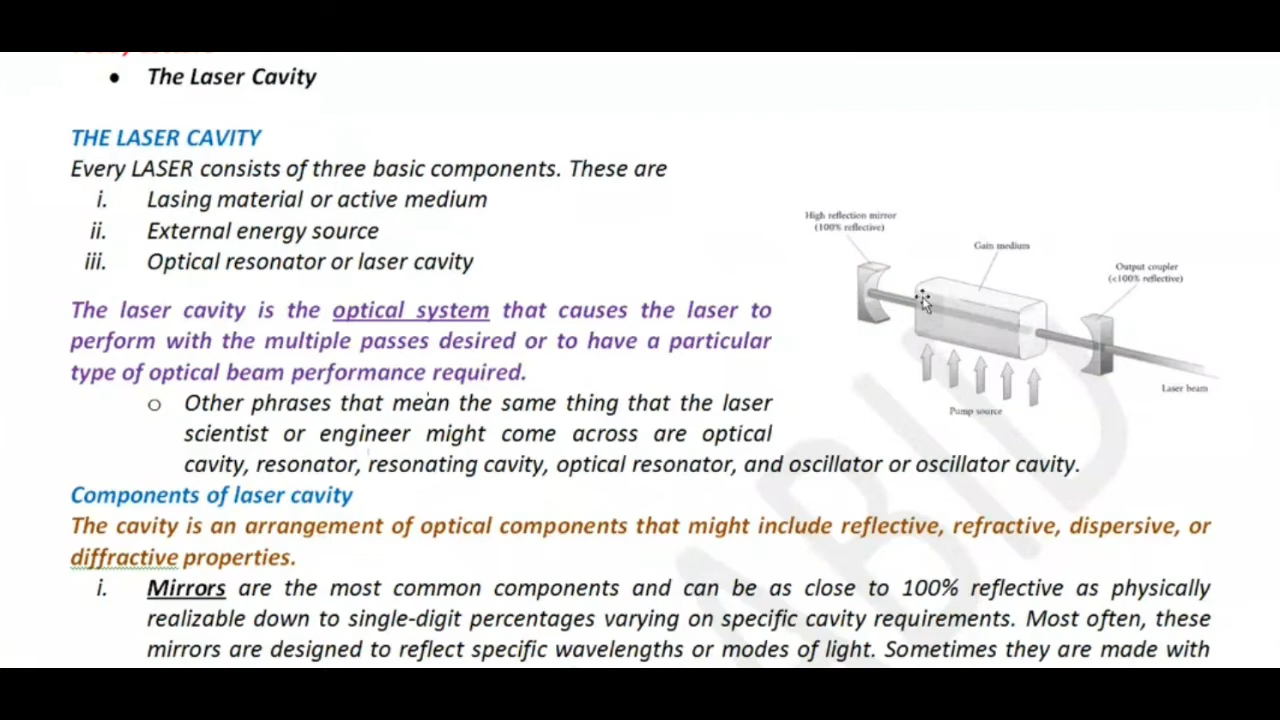 • The Laser Cavity
THE LASER CAVITY
Every LASER consists of three basic components. These are
i. Lasing material or active medium
ii. External energy source
iii. Optical resonator or laser cavity
The laser cavity is the optical system that causes the laser to
perform with the multiple passes desired or to have a particular
type of optical beam performance required.
o Other phrases that mean the same thing that the laser
scientist or engineer might come across are optical
cavity, resonator, resonating cavity, optical resonator, and oscillator or oscillator cavity.
High reflection mirror
(100% reflective)
Gain medium
Output coupler
(<100% reflective)
Laser beam
Pump source
Components of laser cavity
The cavity is an arrangement of optical components that might include reflective, refractive, dispersive, or
diffractive properties.
i. Mirrors are the most common components and can be as close to 100% reflective as physically
realizable down to single-digit percentages varying on specific cavity requirements. Most often, these
mirrors are designed to reflect specific wavelengths or modes of light. Sometimes they are made with
ABID